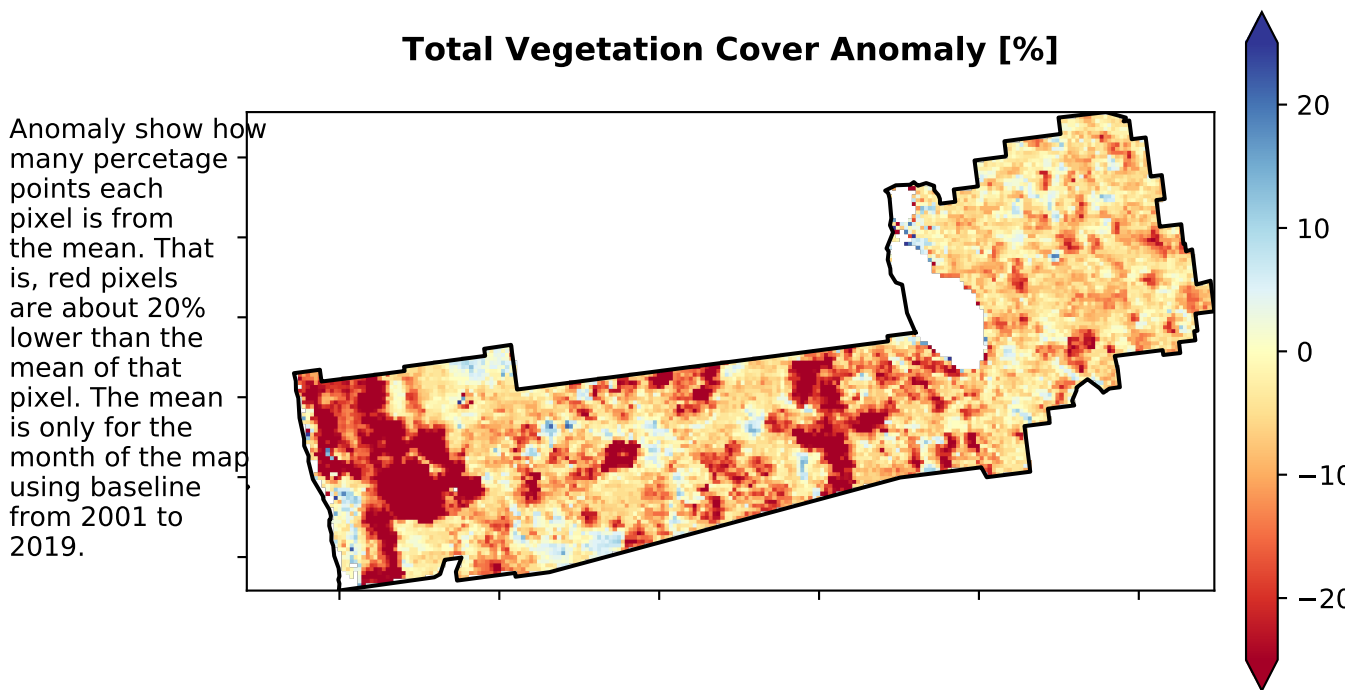 Total Vegetation Cover Anomaly [%]
Anomaly show how
many percetage
points each
pixel is from
the mean. That
is, red pixels
are about 20%
lower than the
mean of that
pixel. The mean
is only for the
month of the map
using baseline
from 2001 to
2019.
20
10
0
−10
−20